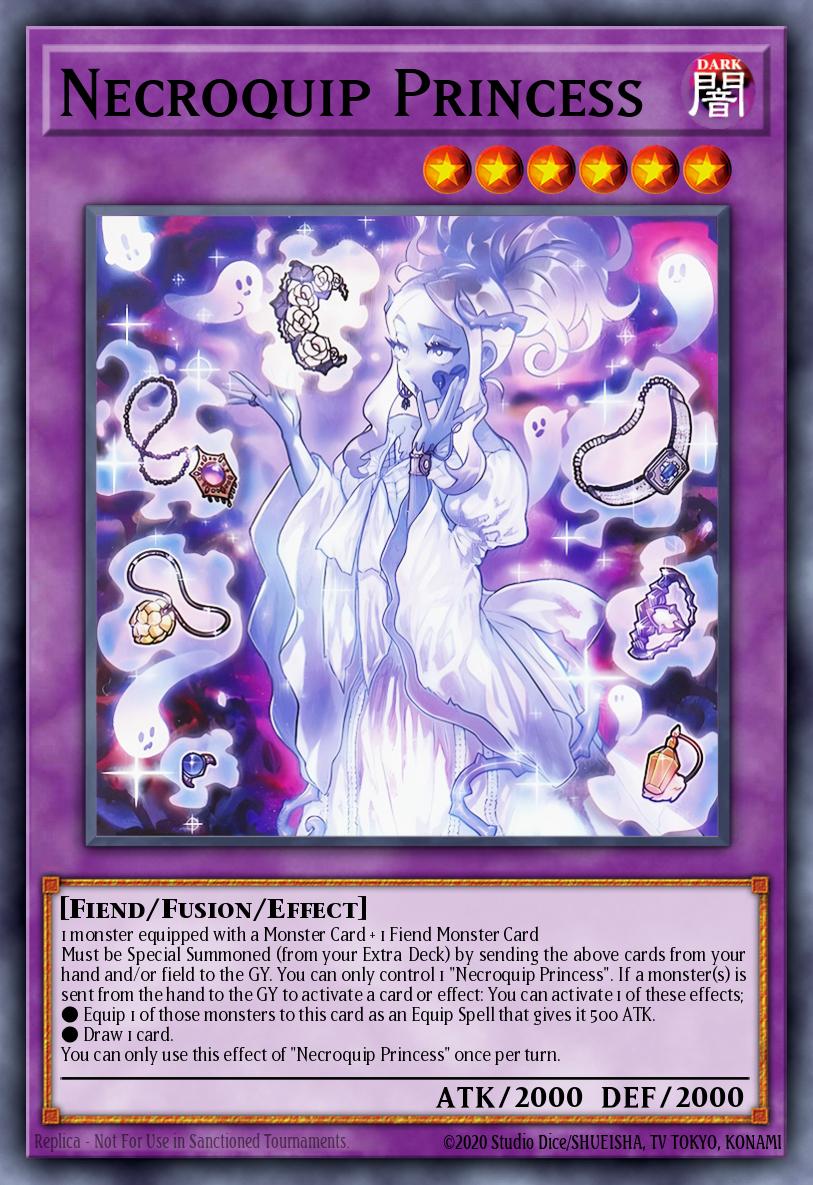 Necroquip Princess
DARK
闇
[Fiend/Fusion/Effect]
1 monster equipped with a Monster Card + 1 Fiend Monster Card
Must be Special Summoned (from your Extra Deck) by sending the above cards from your
hand and/or field to the GY. You can only control 1 "Necroquip Princess". If a monster(s) is
sent from the hand to the GY to activate a card or effect: You can activate 1 of these effects;
● Equip 1 of those monsters to this card as an Equip Spell that gives it 500 ATK.
● Draw 1 card.
You can only use this effect of "Necroquip Princess" once per turn.
ATK/2000 DEF/2000
Replica - Not For Use in Sanctioned Tournaments.
©2020 Studio Dice/SHUEISHA, TV TOKYO, KONAMI